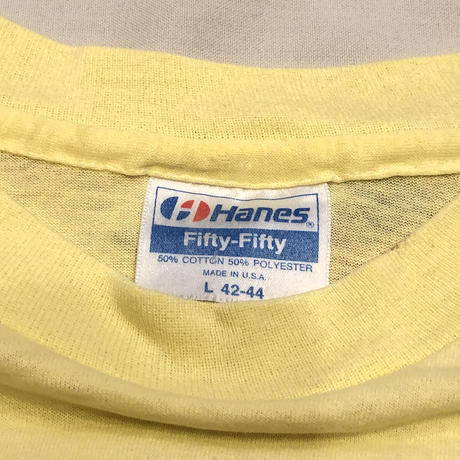 Hanes®
Fifty-Fifty
50% COTTON 50% POLYESTER
MADE IN U.S.A.
L 42-44